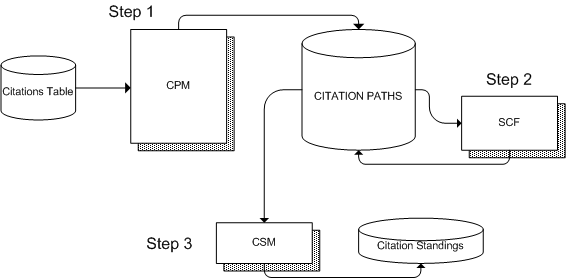 Step 1
Citations Table
CPM
CITATION PATHS
Step 2
SCF
Step 3
CSM
Citation Standings